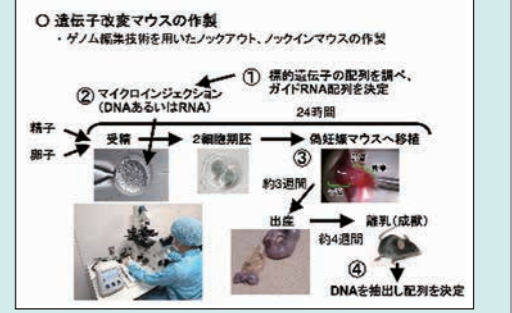 ○ 遺伝子改変マウスの作製
・ゲノム編集技術を用いたノックアウト、ノックインマウスの作製
① 標的遺伝子の配列を調べ、
ガイドRNA配列を決定
② マイクロインジェクション
(DNAあるいはRNA)
24時間
精子
卵子
受精
2細胞期胚
偽妊娠マウスへ移植
③
約3週間
出産
離乳(成獣)
約4週間
④
DNAを抽出し配列を決定